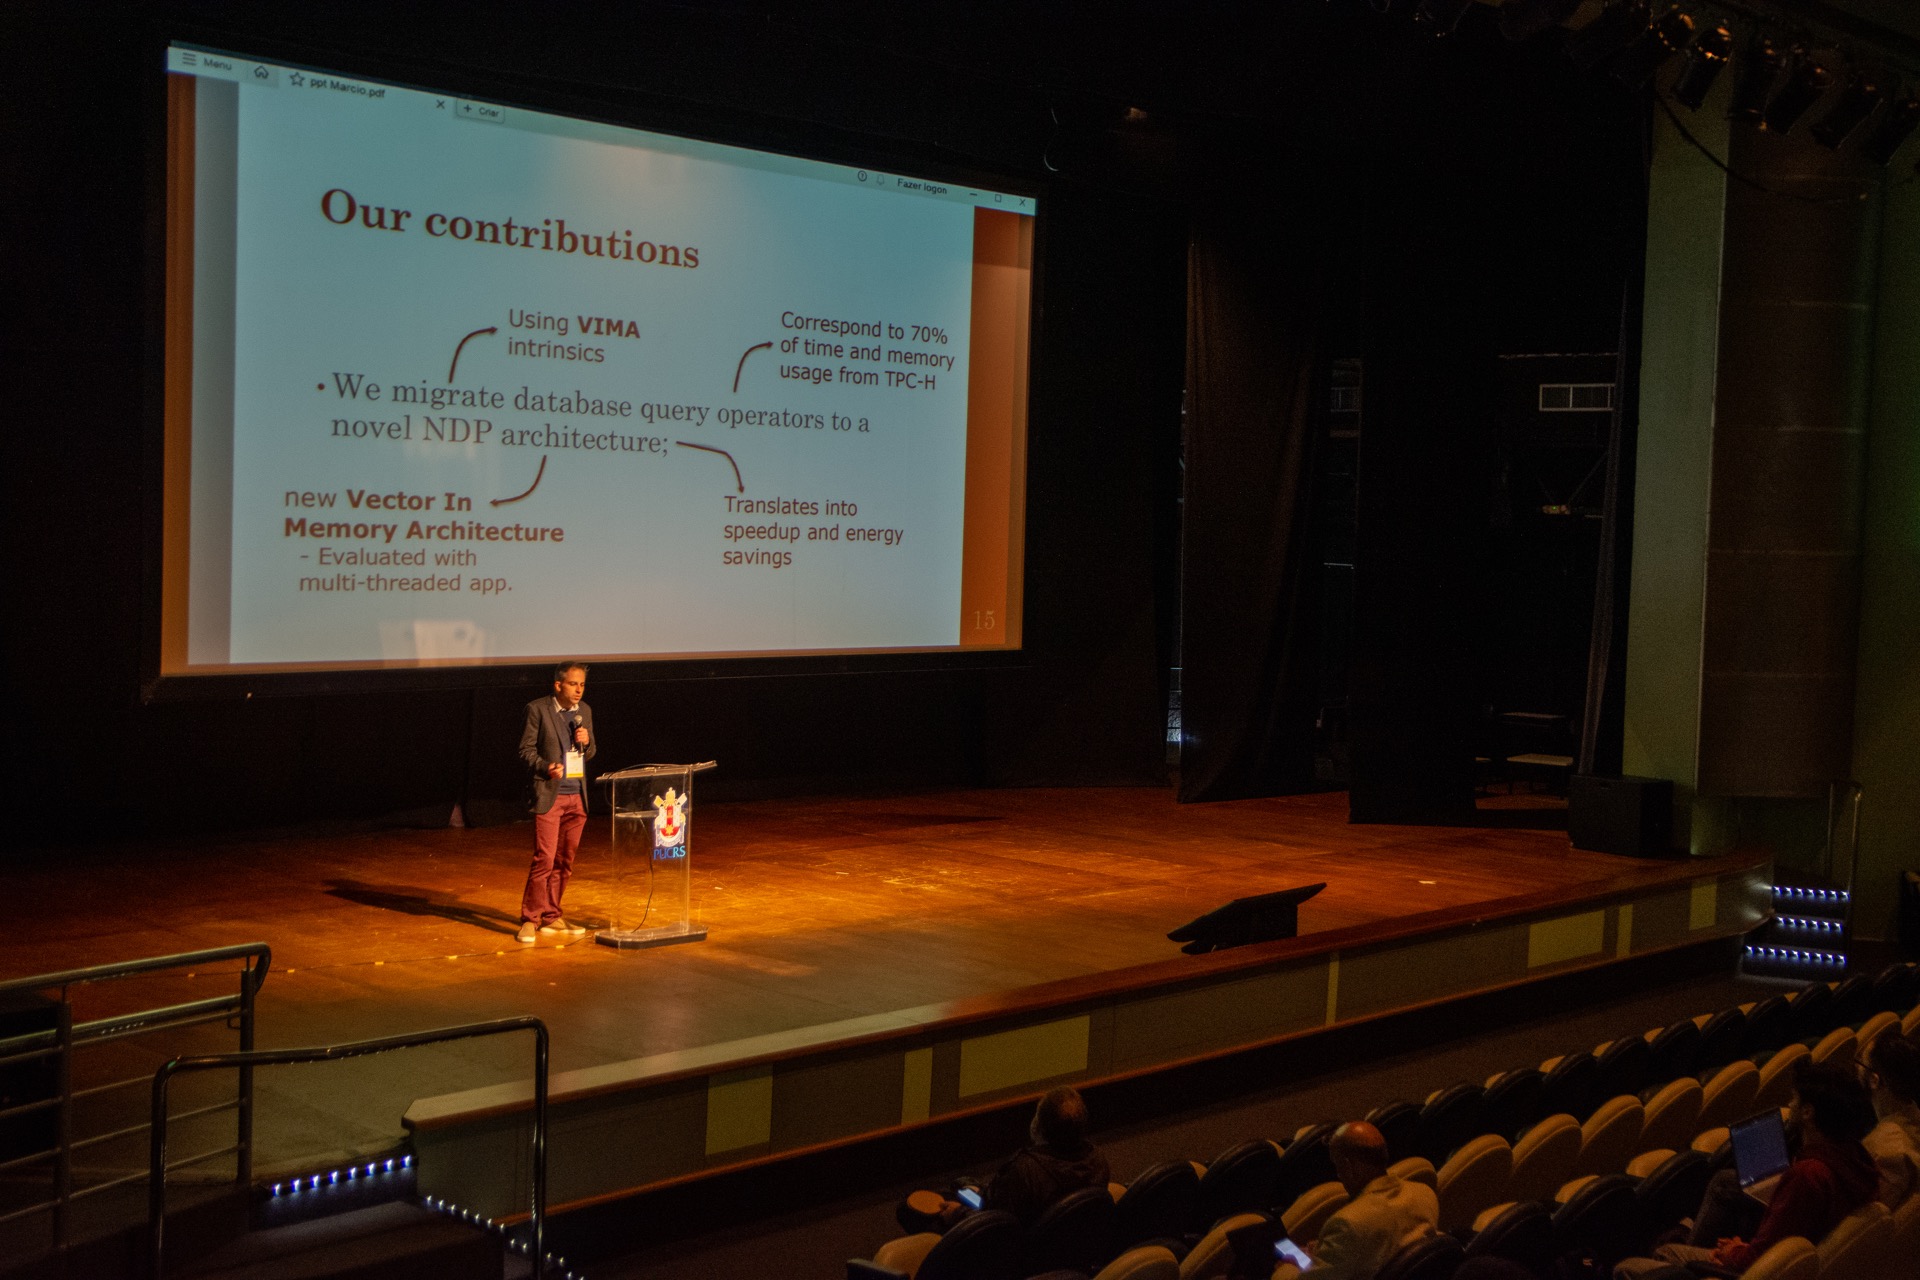 Menu
ppt Marcio.pdf
+ Criar
Fazer logon
Our contributions
Using VIMA
intrinsics
Correspond to 70%
of time and memory
usage from TPC-H
• We migrate database query operators to a
novel NDP architecture;
new Vector In
Memory Architecture
- Evaluated with
multi-threaded app.
Translates into
speedup and energy
savings
15
PUCRS